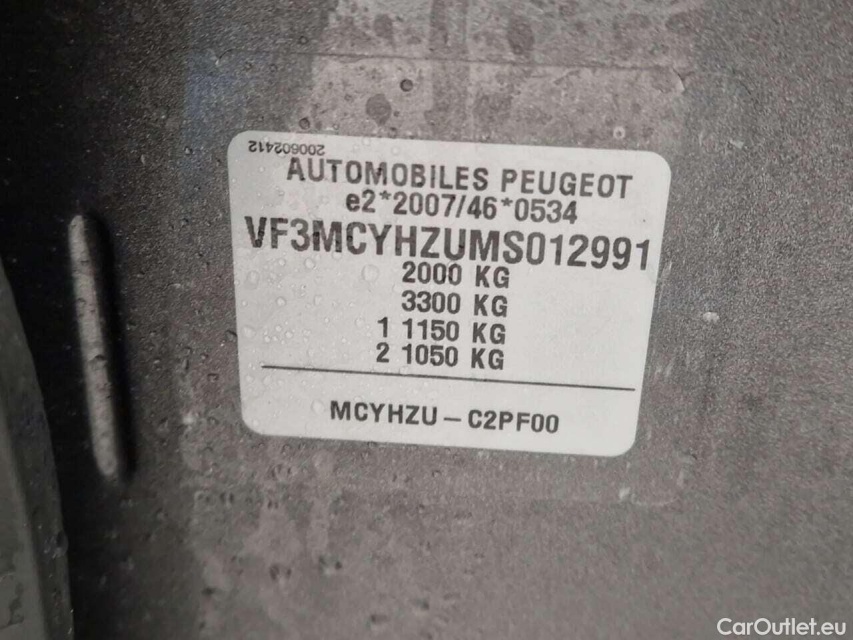 200602412
AUTOMOBILES PEUGEOT
e2*2007/46*0534
VF3MCYHZUMS012991
2000 KG
3300 KG
1 1150 KG
2 1050 KG
MCYHZU – C2PF00
CarOutlet.eu